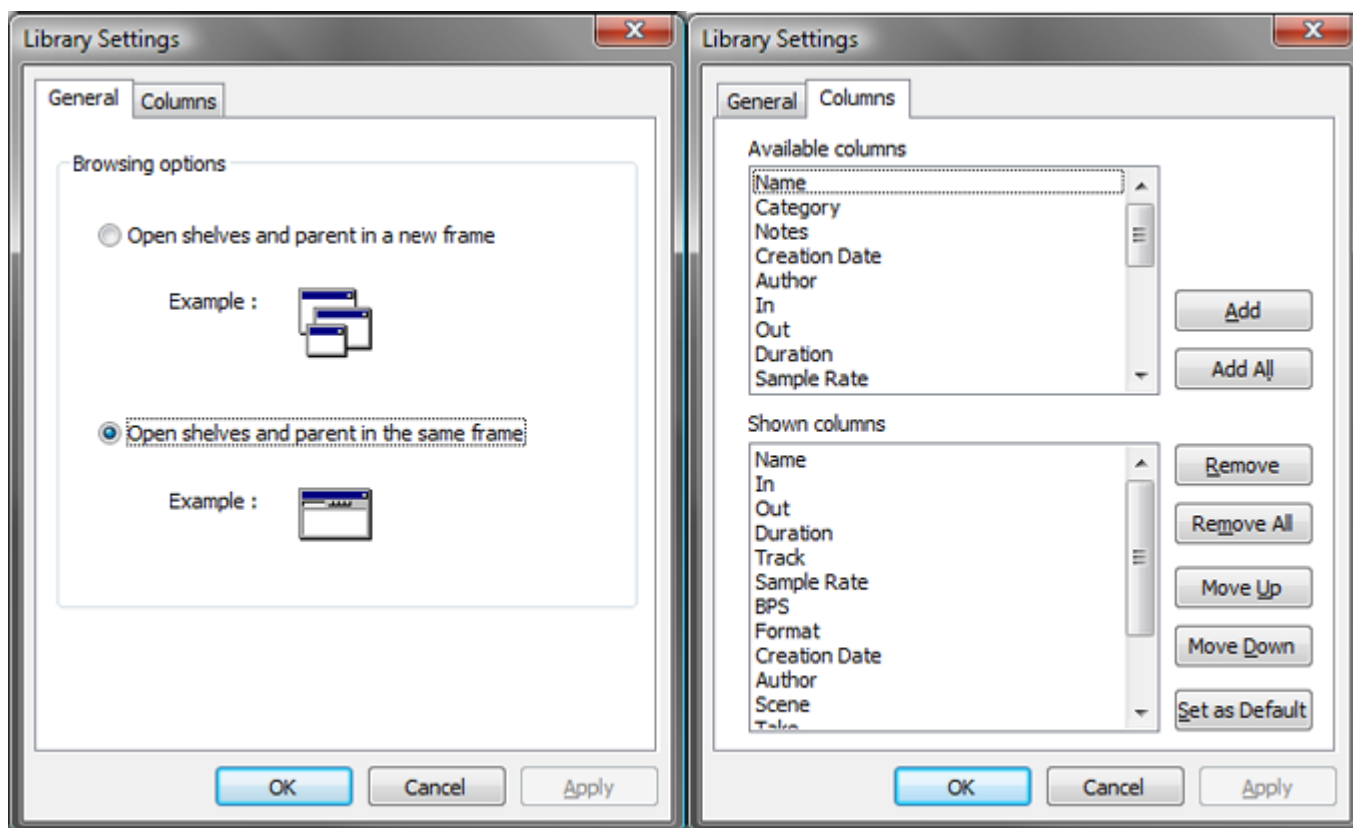 Library Settings
General
Columns
Browsing options
Open shelves and parent in a new frame
Example :
Open shelves and parent in the same frame
Example :
OK
Cancel
Apply
Library Settings
General
Columns
Available columns
Name
Category
Notes
Creation Date
Author
In
Out
Duration
Sample Rate
Add
Add All
Shown columns
Name
In
Out
Duration
Track
Sample Rate
BPS
Format
Creation Date
Author
Scene
Take
Remove
Remove All
Move Up
Move Down
Set as Default
OK
Cancel
Apply